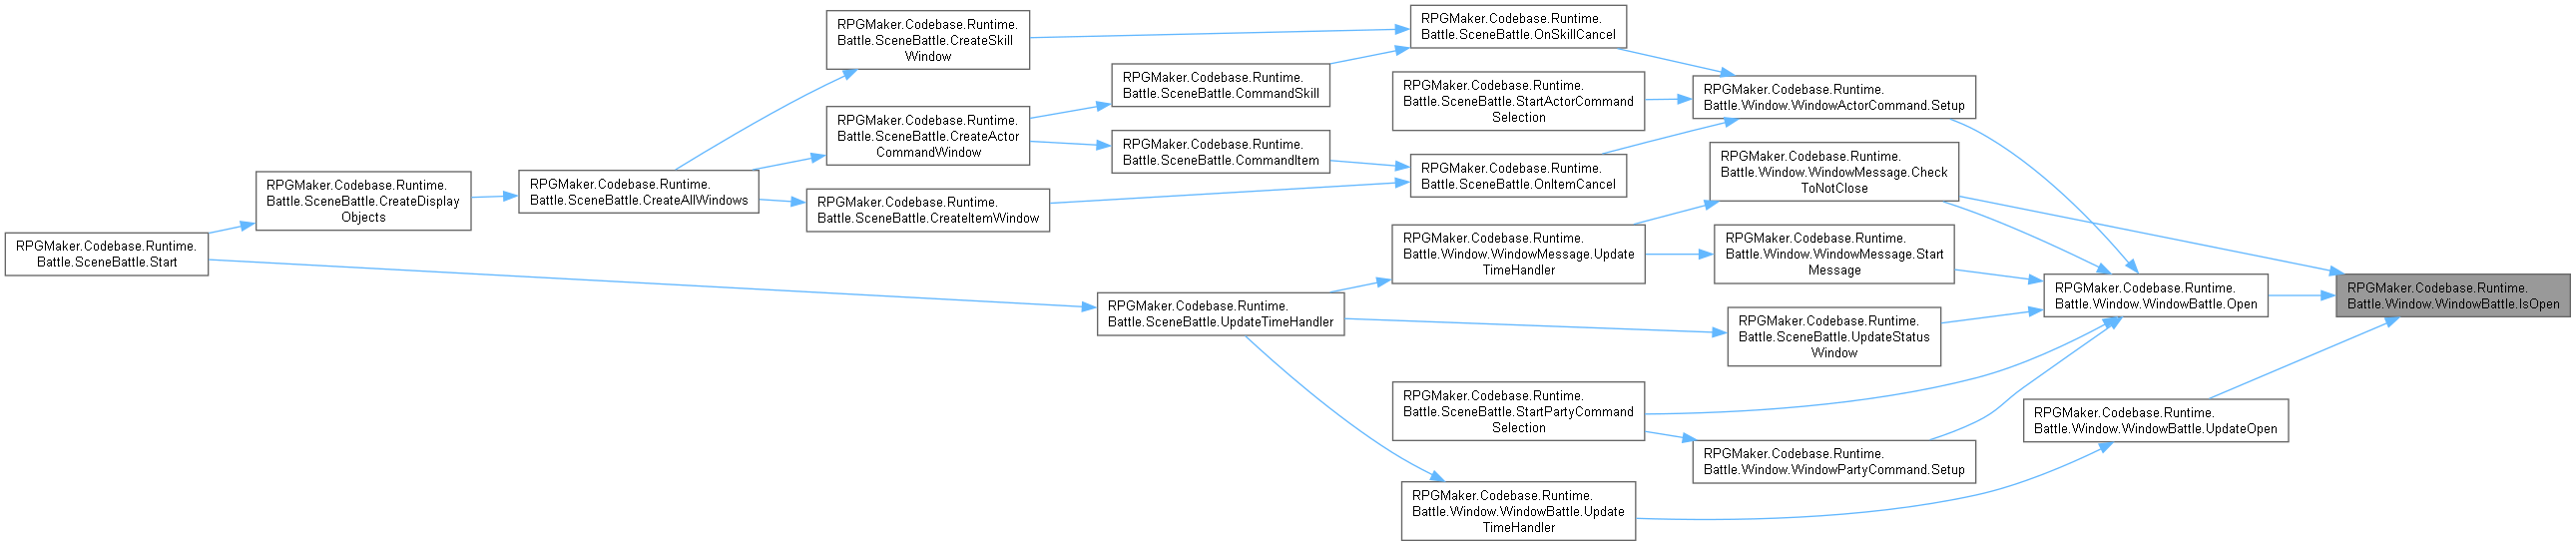 RPGMaker.Codebase.Runtime.
Battle.SceneBattle.Start
RPGMaker.Codebase.Runtime.
Battle.SceneBattle.CreateDisplay
Objects
RPGMaker.Codebase.Runtime.
Battle.SceneBattle.CreateAllWindows
RPGMaker.Codebase.Runtime.
Battle.SceneBattle.CreateSkill
Window
RPGMaker.Codebase.Runtime.
Battle.SceneBattle.CreateActor
CommandWindow
RPGMaker.Codebase.Runtime.
Battle.SceneBattle.CreateItemWindow
RPGMaker.Codebase.Runtime.
Battle.SceneBattle.CommandSkill
RPGMaker.Codebase.Runtime.
Battle.SceneBattle.CommandItem
RPGMaker.Codebase.Runtime.
Battle.SceneBattle.UpdateTimeHandler
RPGMaker.Codebase.Runtime.
Battle.SceneBattle.OnSkillCancel
RPGMaker.Codebase.Runtime.
Battle.SceneBattle.StartActorCommand
Selection
RPGMaker.Codebase.Runtime.
Battle.SceneBattle.OnItemCancel
RPGMaker.Codebase.Runtime.
Battle.Window.WindowMessage.Update
TimeHandler
RPGMaker.Codebase.Runtime.
Battle.SceneBattle.StartPartyCommand
Selection
RPGMaker.Codebase.Runtime.
Battle.Window.WindowBattle.Update
TimeHandler
RPGMaker.Codebase.Runtime.
Battle.Window.WindowActorCommand.Setup
RPGMaker.Codebase.Runtime.
Battle.Window.WindowMessage.Check
ToNotClose
RPGMaker.Codebase.Runtime.
Battle.Window.WindowMessage.Start
Message
RPGMaker.Codebase.Runtime.
Battle.SceneBattle.UpdateStatus
Window
RPGMaker.Codebase.Runtime.
Battle.Window.WindowPartyCommand.Setup
RPGMaker.Codebase.Runtime.
Battle.Window.WindowBattle.Open
RPGMaker.Codebase.Runtime.
Battle.Window.WindowBattle.UpdateOpen
RPGMaker.Codebase.Runtime.
Battle.Window.WindowBattle.IsOpen